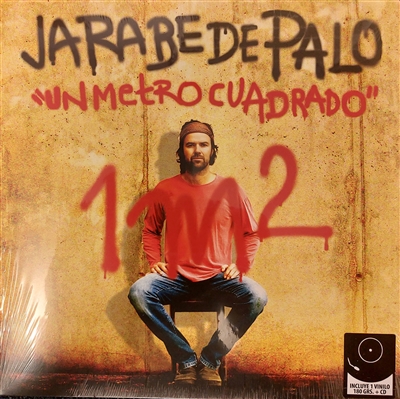 JARABE DE PALO
"UN METRO CUADRADO"
1m2
INCLUYE 1 VINILO
180 GRS. + CD